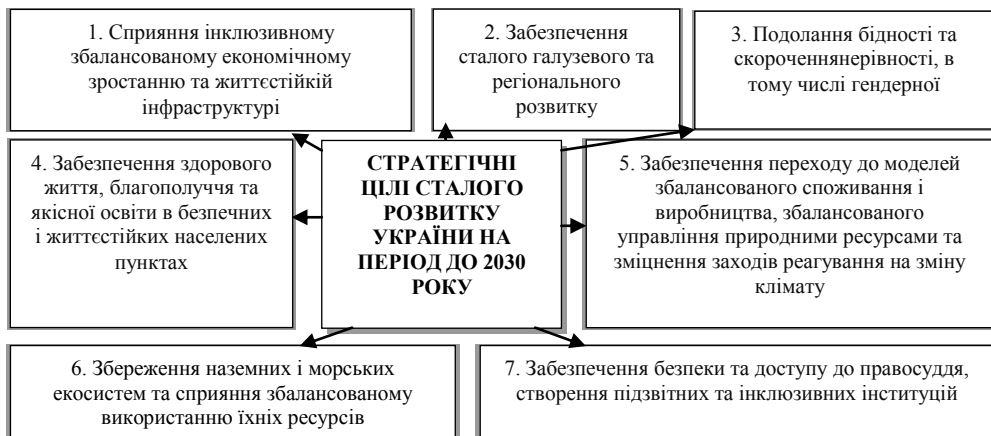 1. Сприяння інклюзивному
збалансованому економічному
зростанню та життєстійкій
інфраструктурі
2. Забезпечення
сталого галузевого та
регіонального
розвитку
3. Подолання бідності та
скороченнянерівності, в
тому числі гендерної
4. Забезпечення здорового
життя, благополуччя та
якісної освіти в безпечних
і життєстійких населених
пунктах
СТРАТЕГІЧНІ
ЦІЛІ СТАЛОГО
РОЗВИТКУ
УКРАЇНИ НА
ПЕРІОД ДО 2030
РОКУ
5. Забезпечення переходу до моделей
збалансованого споживання і
виробництва, збалансованого
управління природними ресурсами та
зміцнення заходів реагування на зміну
клімату
6. Збереження наземних і морських
екосистем та сприяння збалансованому
використанню їхніх ресурсів
7. Забезпечення безпеки та доступу до правосуддя,
створення підзвітних та інклюзивних інституцій